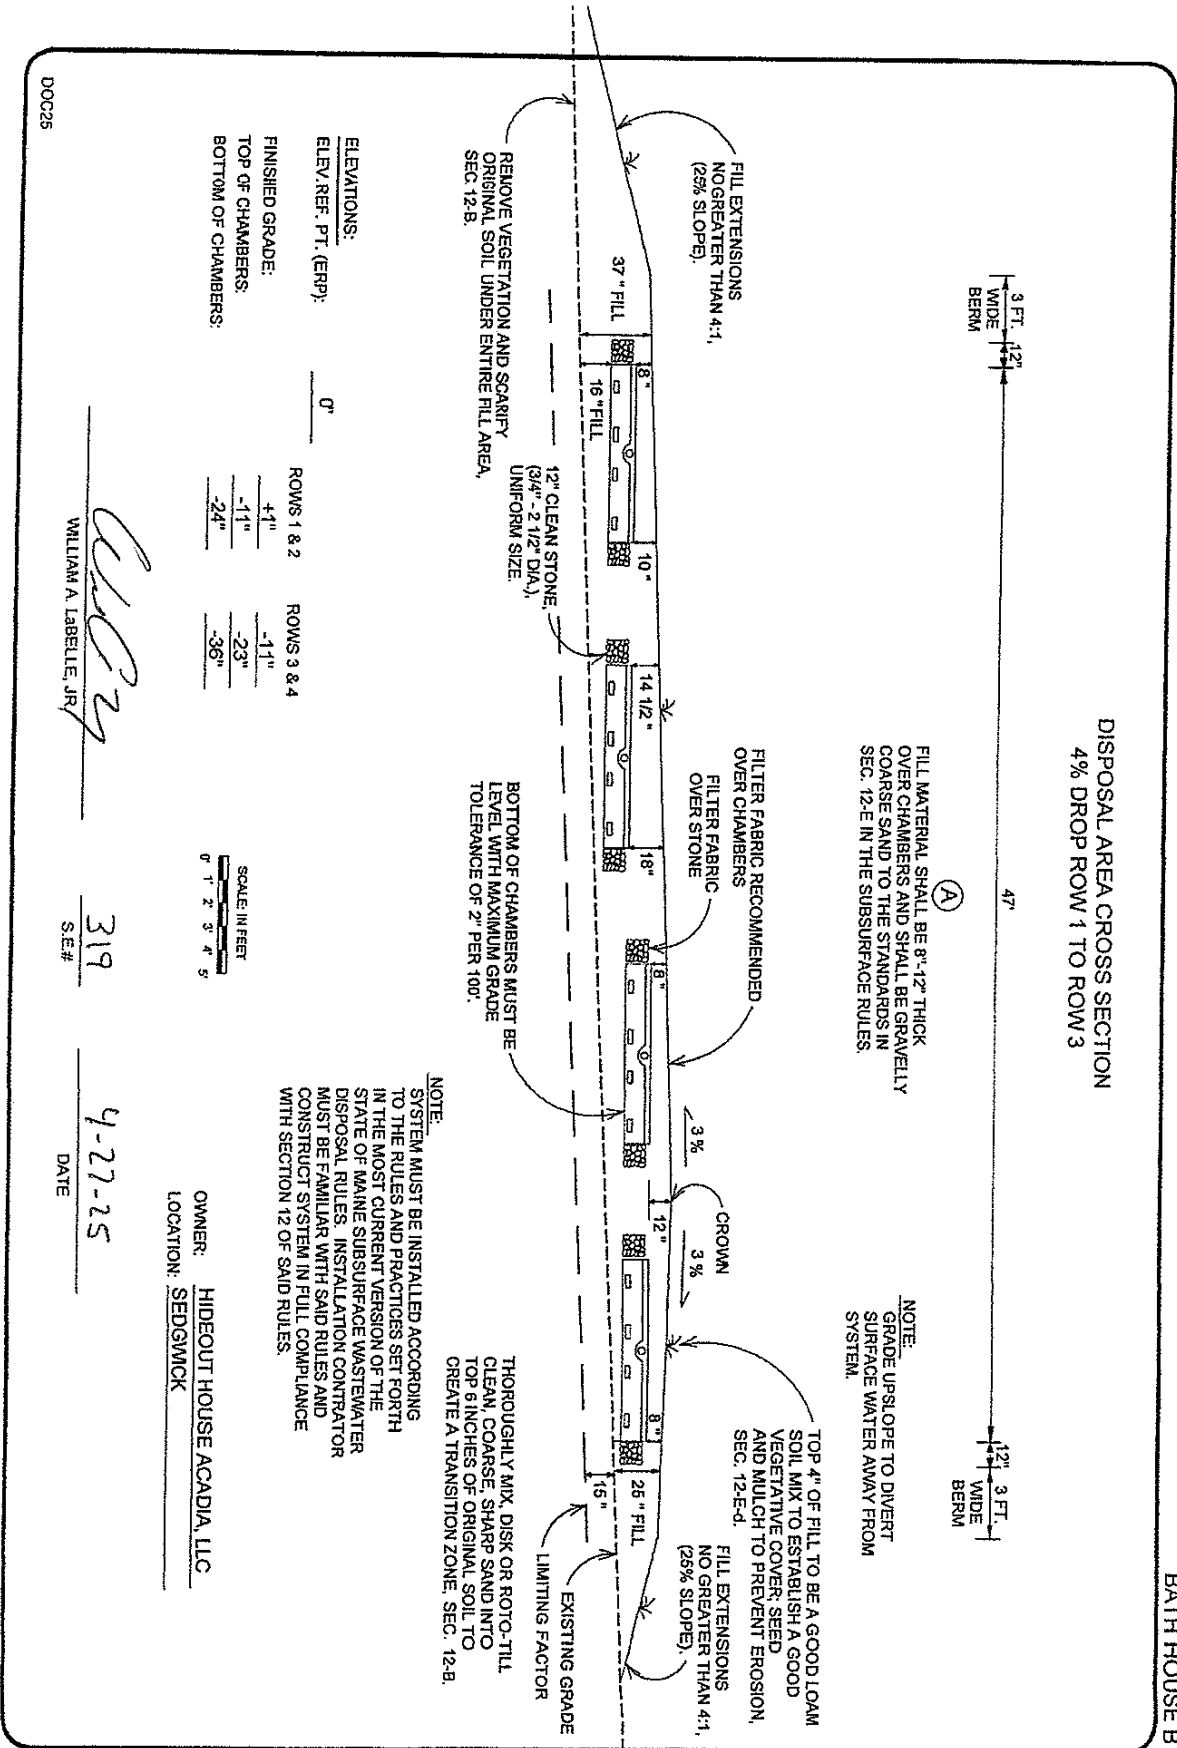 BATH HOUSE B
DISPOSAL AREA CROSS SECTION
4% DROP ROW 1 TO ROW 3
3 FT.
WIDE
BERM
12"
47'
12"
3 FT.
WIDE
BERM
A
FILL MATERIAL SHALL BE 8"-12" THICK
OVER CHAMBERS AND SHALL BE GRAVELLY
COARSE SAND TO THE STANDARDS IN
SEC. 12-E IN THE SUBSURFACE RULES.
NOTE:
GRADE UPSLOPE TO DIVERT
SURFACE WATER AWAY FROM
SYSTEM.
FILL EXTENSIONS
NO GREATER THAN 4:1,
(25% SLOPE).
FILTER FABRIC RECOMMENDED
OVER CHAMBERS
FILTER FABRIC
OVER STONE
TOP 4" OF FILL TO BE A GOOD LOAM
SOIL MIX TO ESTABLISH A GOOD
VEGETATIVE COVER; SEED
AND MULCH TO PREVENT EROSION,
SEC. 12-E-d.
FILL EXTENSIONS
NO GREATER THAN 4:1,
(25% SLOPE).
3 %
CROWN
3 %
37 " FILL
8 "
16 "FILL
10 "
14 1/2 "
18"
8 "
12 "
8 "
25 " FILL
15 "
REMOVE VEGETATION AND SCARIFY
ORIGINAL SOIL UNDER ENTIRE FILL AREA,
SEC. 12-B.
12" CLEAN STONE,
(3/4" - 2 1/2" DIA.),
UNIFORM SIZE.
BOTTOM OF CHAMBERS MUST BE
LEVEL WITH MAXIMUM GRADE
TOLERANCE OF 2" PER 100'.
EXISTING GRADE
LIMITING FACTOR
THOROUGHLY MIX, DISK OR ROTO-TILL
CLEAN, COARSE, SHARP SAND INTO
TOP 6 INCHES OF ORIGINAL SOIL TO
CREATE A TRANSITION ZONE, SEC. 12-B.
ELEVATIONS:
ELEV.REF. PT. (ERP): 0"
ROWS 1 & 2 ROWS 3 & 4
FINISHED GRADE: +1" -11"
TOP OF CHAMBERS: -11" -23"
BOTTOM OF CHAMBERS: -24" -36"
NOTE:
SYSTEM MUST BE INSTALLED ACCORDING
TO THE RULES AND PRACTICES SET FORTH
IN THE MOST CURRENT VERSION OF THE
STATE OF MAINE SUBSURFACE WASTEWATER
DISPOSAL RULES. INSTALLATION CONTRATOR
MUST BE FAMILIAR WITH SAID RULES AND
CONSTRUCT SYSTEM IN FULL COMPLIANCE
WITH SECTION 12 OF SAID RULES.
SCALE: IN FEET
0' 1' 2' 3' 4' 5'
OWNER: HIDEOUT HOUSE ACADIA, LLC
LOCATION: SEDGWICK
WILLIAM A. LaBELLE, JR.
319
S.E.#
4-27-25
DATE
DOC25